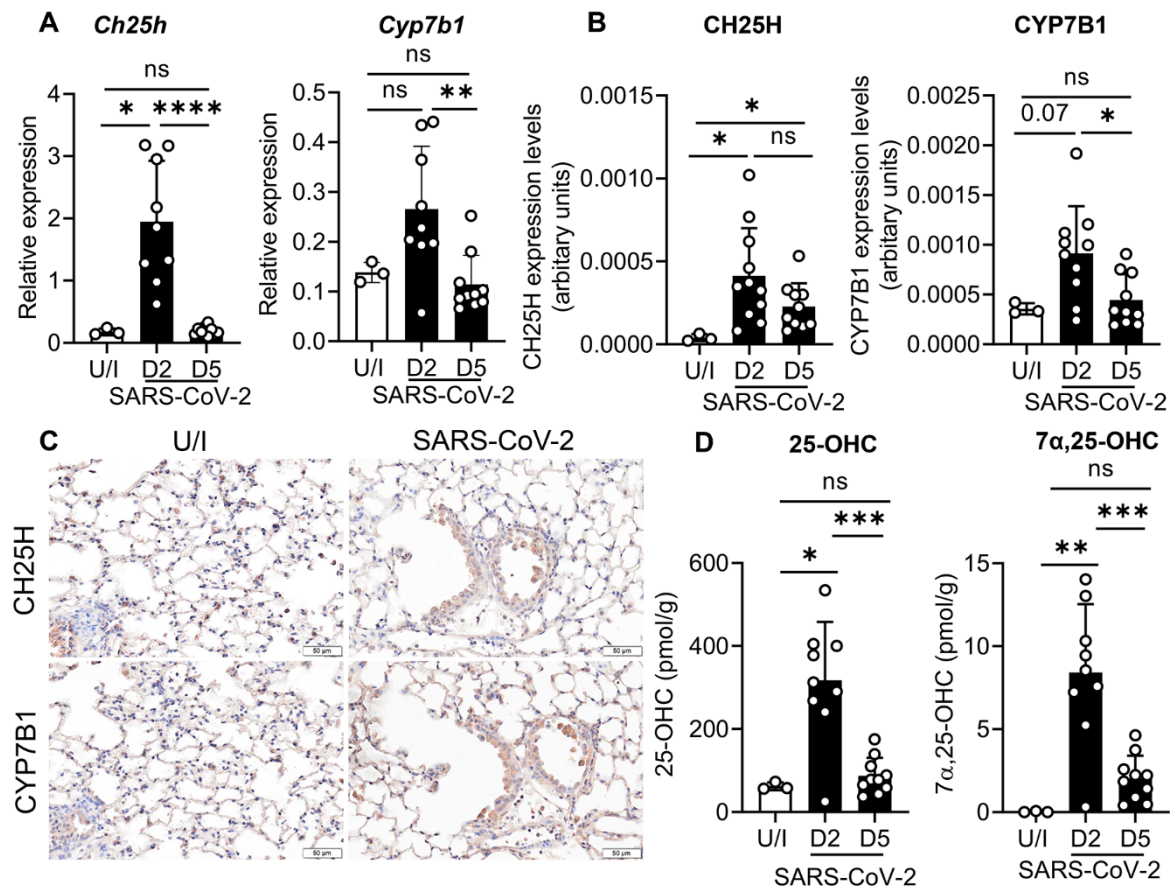 A
Ch25h
Relative expression
4
3
2
1
0
ns
* ****
U/I D2 D5
SARS-CoV-2
Cyp7b1
Relative expression
0.5
0.4
0.3
0.2
0.1
0.0
ns
ns **
U/I D2 D5
SARS-CoV-2
B
CH25H
CH25H expression levels
(arbitary units)
0.0015
0.0010
0.0005
0.0000
*
* ns
U/I D2 D5
SARS-CoV-2
CYP7B1
CYP7B1 expression levels
(arbitary units)
0.0025
0.0020
0.0015
0.0010
0.0005
0.0000
ns
0.07 *
U/I D2 D5
SARS-CoV-2
C
U/I SARS-CoV-2
CH25H
50 µm 50 µm
CYP7B1
50 µm 50 µm
D
25-OHC
25-OHC (pmol/g)
600
400
200
0
ns
***
*
U/I D2 D5
SARS-CoV-2
7α,25-OHC
7α,25-OHC (pmol/g)
15
10
5
0
ns
***
**
U/I D2 D5
SARS-CoV-2